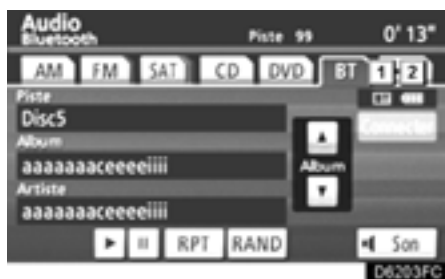 Audio
Bluetooth Piste 99 0' 13"
AM FM SAT CD DVD BT 1 2
Piste
Disc5
Connecter
Album
aaaaaaaceeeeiiii
Album
Artiste
aaaaaaaceeeeiiii
RPT RAND Son
D6203FC